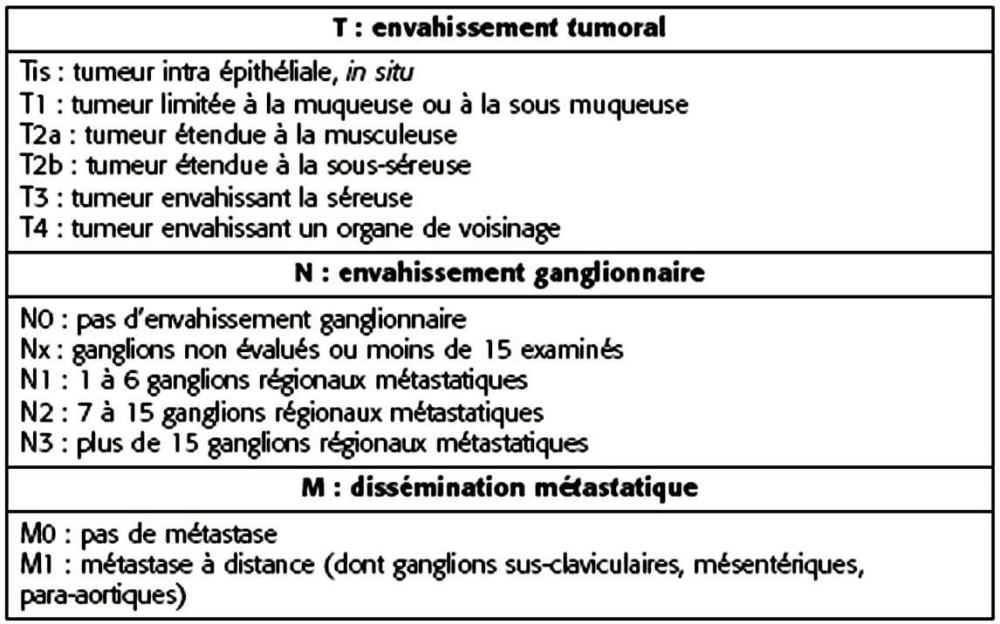 T : envahissement tumoral
Tis : tumeur intra épithéliale, in situ
T1 : tumeur limitée à la muqueuse ou à la sous muqueuse
T2a : tumeur étendue à la musculeuse
T2b : tumeur étendue à la sous-séreuse
T3 : tumeur envahissant la séreuse
T4 : tumeur envahissant un organe de voisinage
N : envahissement ganglionnaire
N0 : pas d'envahissement ganglionnaire
Nx : ganglions non évalués ou moins de 15 examinés
N1 : 1 à 6 ganglions régionaux métastatiques
N2 : 7 à 15 ganglions régionaux métastatiques
N3 : plus de 15 ganglions régionaux métastatiques
M : dissémination métastatique
M0 : pas de métastase
M1 : métastase à distance (dont ganglions sus-claviculaires, mésentériques,
para-aortiques)